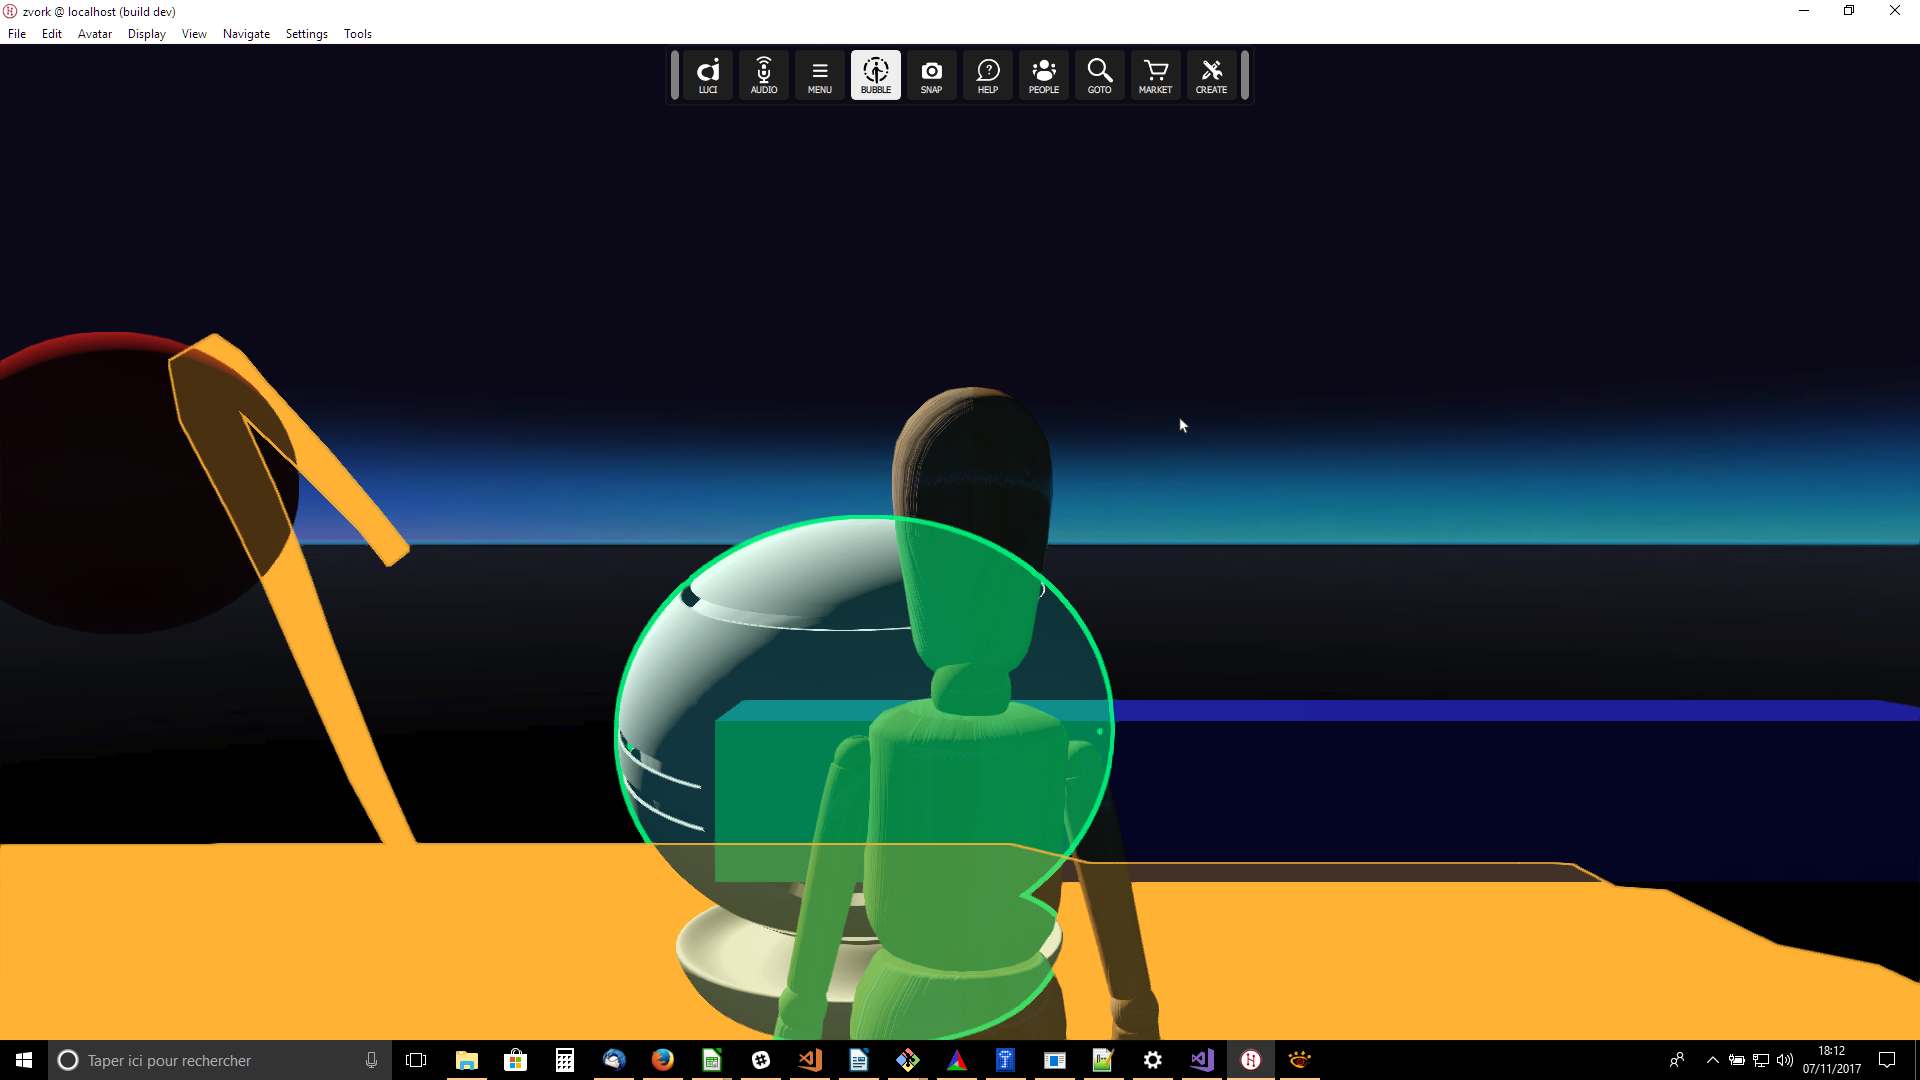 zvork @ localhost (build dev)
File Edit Avatar Display View Navigate Settings Tools
LUCI AUDIO MENU BUBBLE SNAP HELP PEOPLE GOTO MARKET CREATE
Taper ici pour rechercher
18:12
07/11/2017